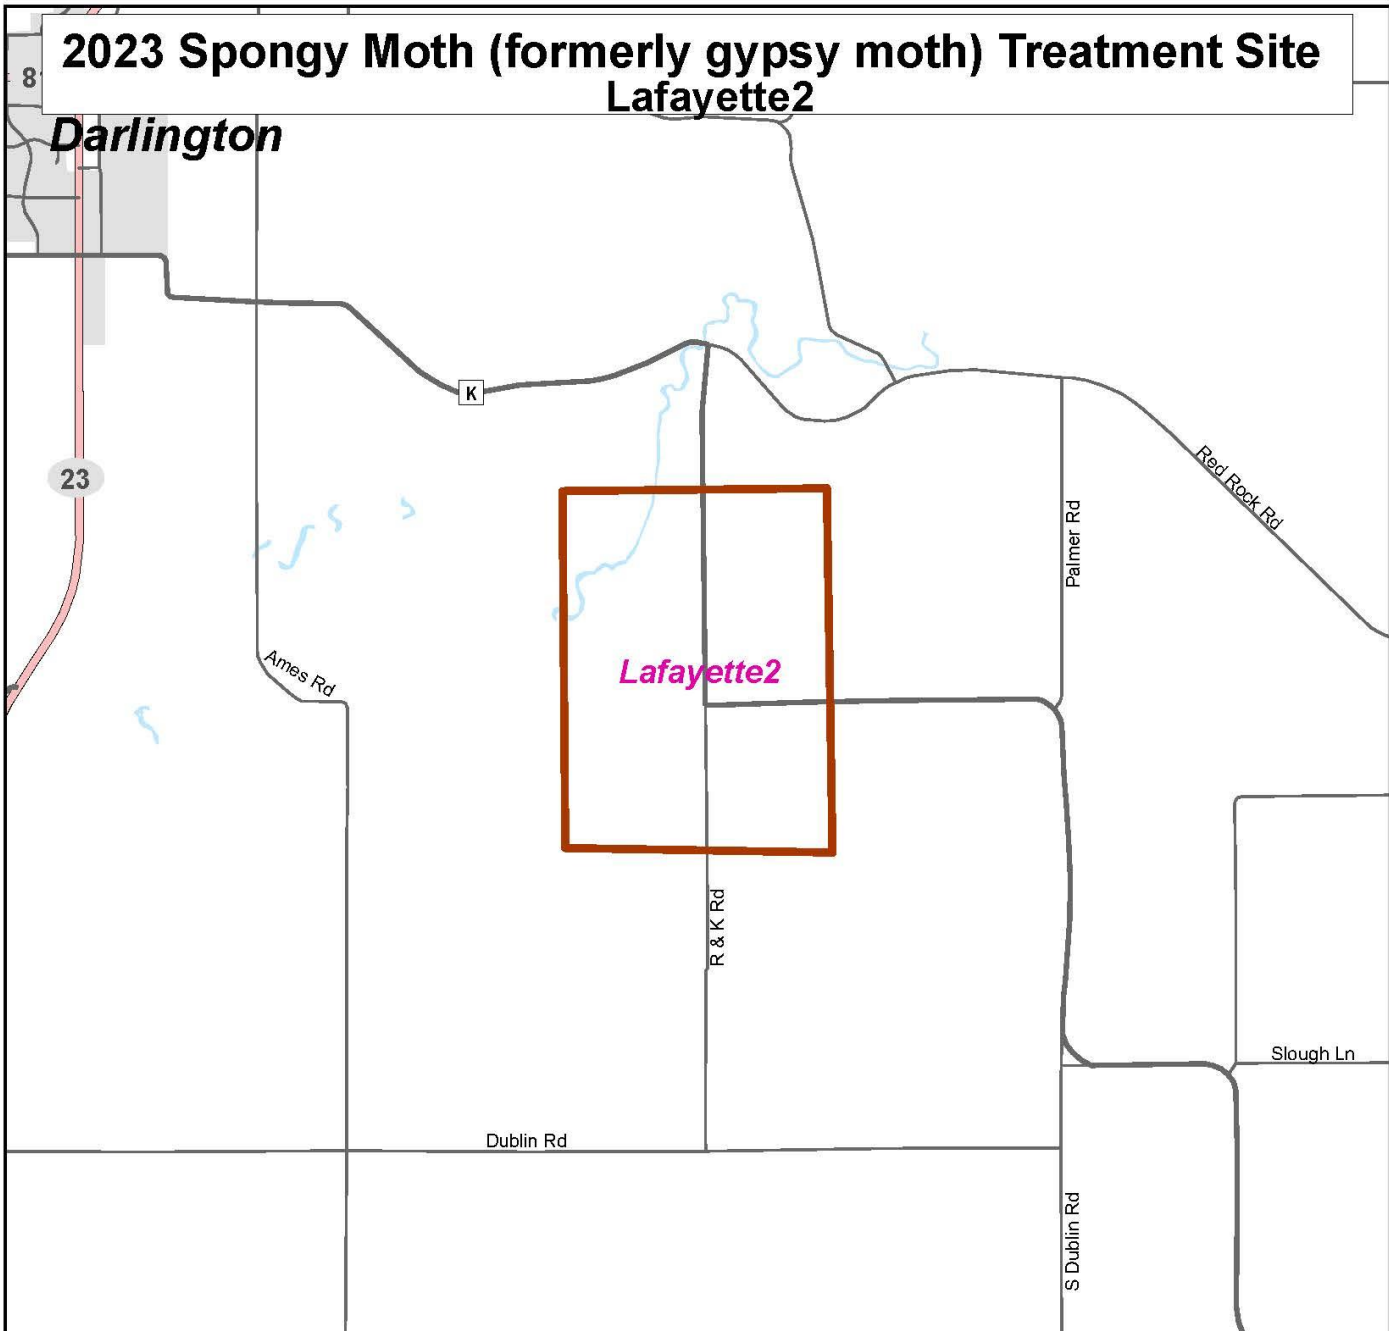 2023 Spongy Moth (formerly gypsy moth) Treatment Site
Lafayette2
Darlington
K
23
Red Rock Rd
Palmer Rd
Ames Rd
Lafayette2
R & K Rd
Slough Ln
Dublin Rd
S Dublin Rd